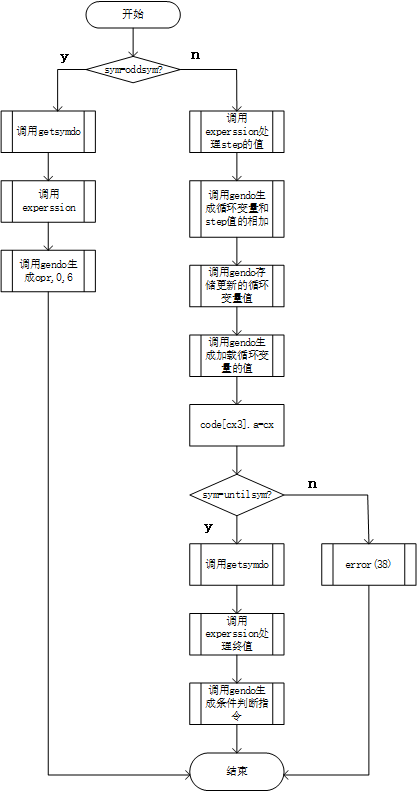 开始
y
sym=oddsym?
n
调用getsymdo
调用
experssion
调用gendo生
成opr,0,6
调用
experssion处
理step的值
调用gendo生
成循环变量和
step值的相加
调用gendo存
储更新的循环
变量值
调用gendo生
成加载循环变
量的值
code[cx3].a=cx
sym=untilsym?
n
y
调用getsymdo
error(38)
调用
experssion处
理终值
调用gendo生
成条件判断指
令
结束